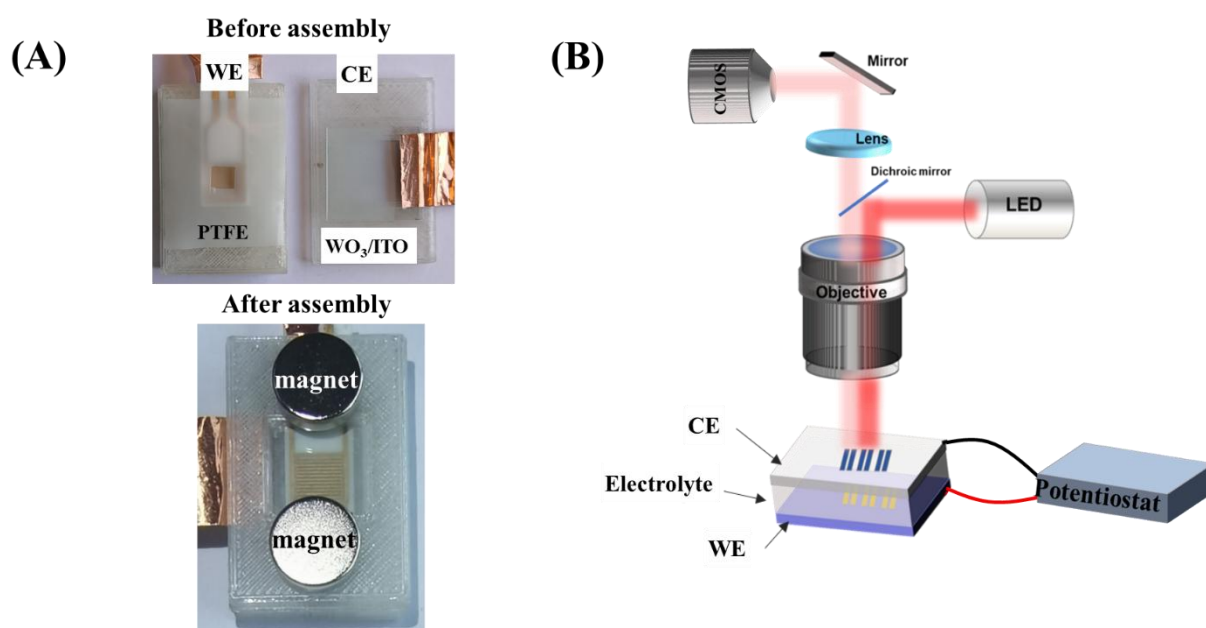 (A)
Before assembly
WE
CE
PTFE
WO₃/ITO
After assembly
magnet
magnet
(B)
CMOS
Mirror
Lens
Dichroic mirror
LED
Objective
CE
Electrolyte
WE
Potentiostat